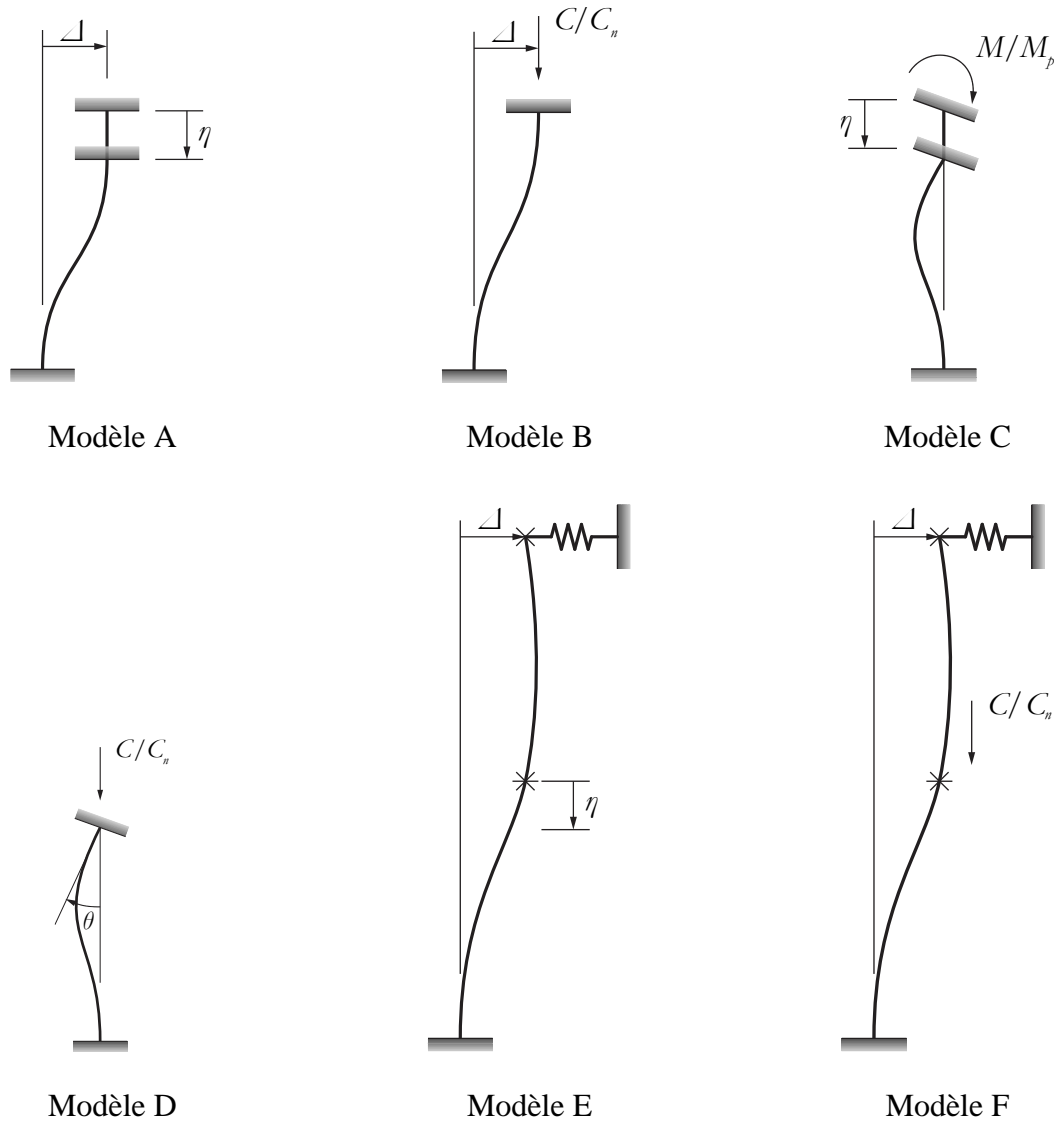 Δ
C/Cₙ
Δ
M/Mₚ
η
η
Modèle A
Modèle B
Modèle C
Δ
Δ
C/Cₙ
C/Cₙ
η
θ
Modèle D
Modèle E
Modèle F